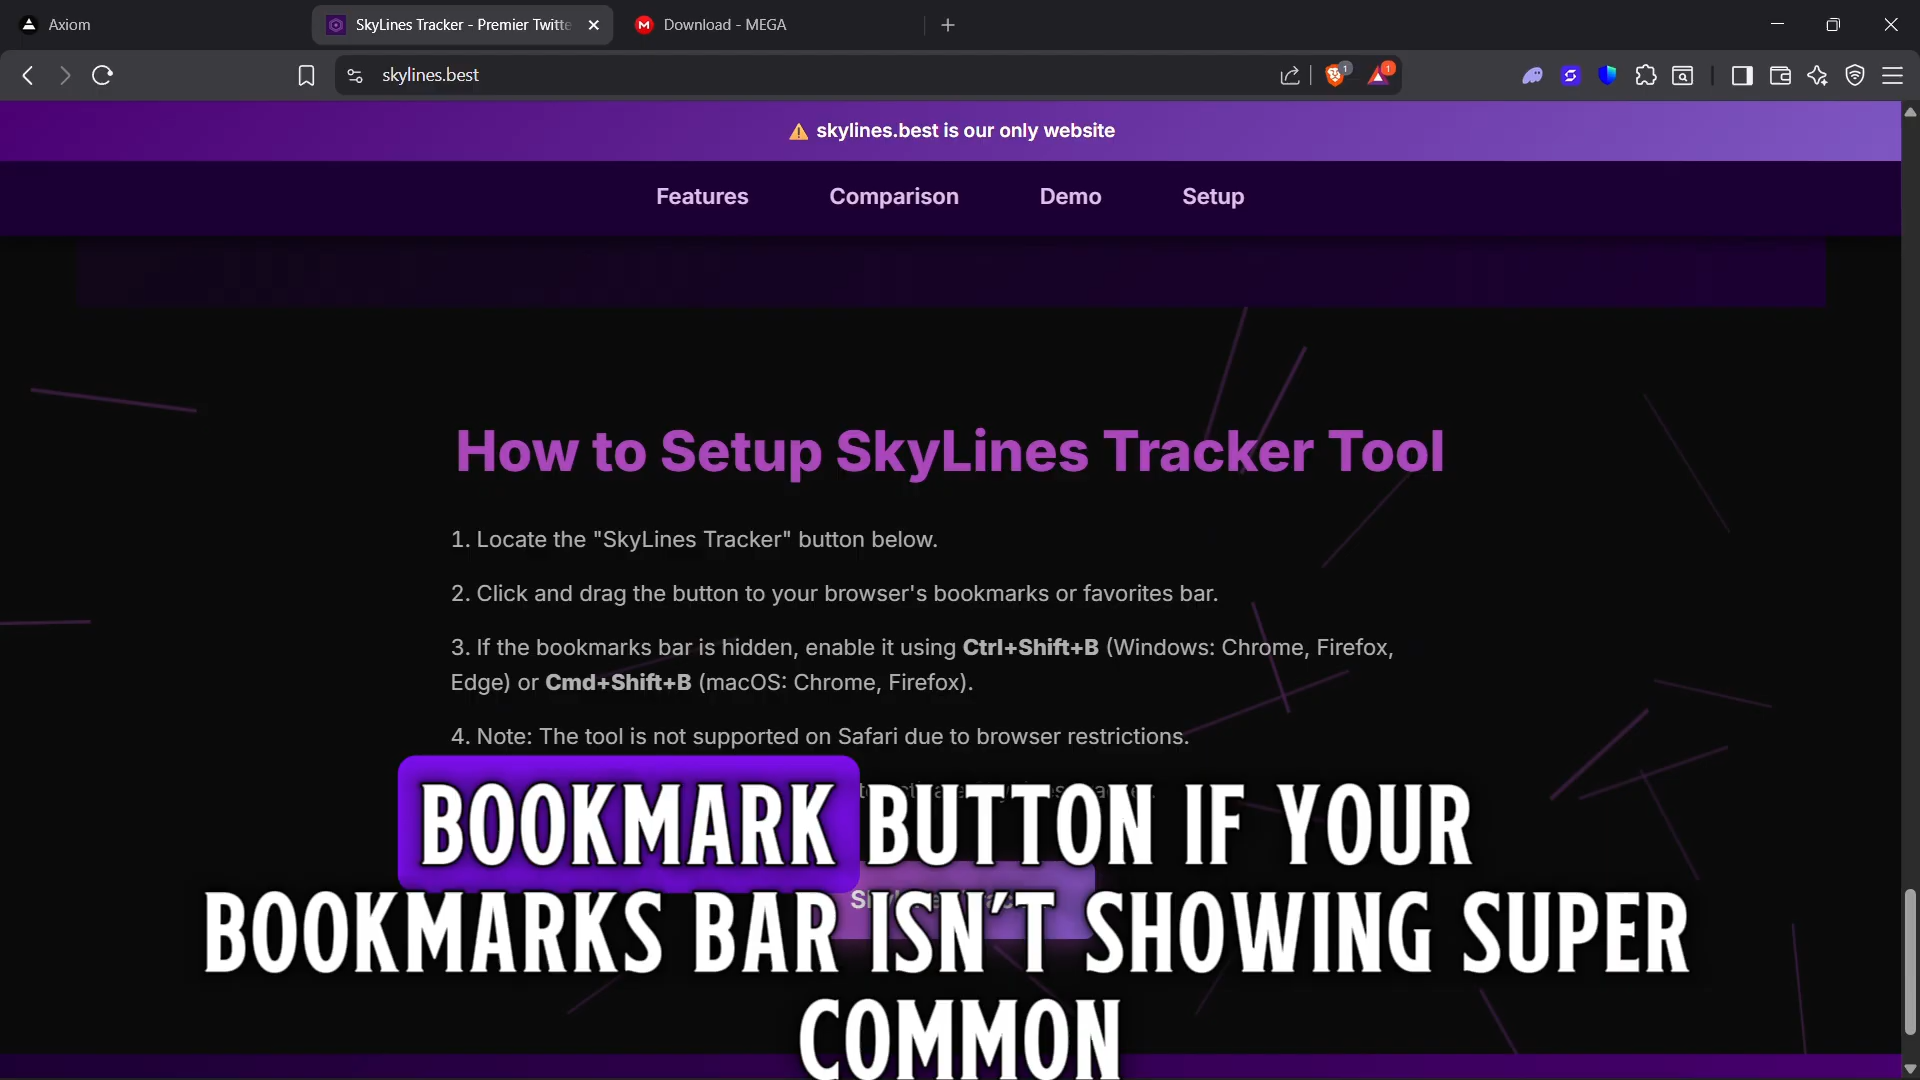 Axiom
SkyLines Tracker - Premier Twitte
Download - MEGA
skylines.best
1
1
skylines.best is our only website
Features
Comparison
Demo
Setup
How to Setup SkyLines Tracker Tool
1. Locate the "SkyLines Tracker" button below.
2. Click and drag the button to your browser's bookmarks or favorites bar.
3. If the bookmarks bar is hidden, enable it using Ctrl+Shift+B (Windows: Chrome, Firefox,
Edge) or Cmd+Shift+B (macOS: Chrome, Firefox).
4. Note: The tool is not supported on Safari due to browser restrictions.
BOOKMARK BUTTON IF YOUR
BOOKMARKS BAR ISN'T SHOWING SUPER
COMMON